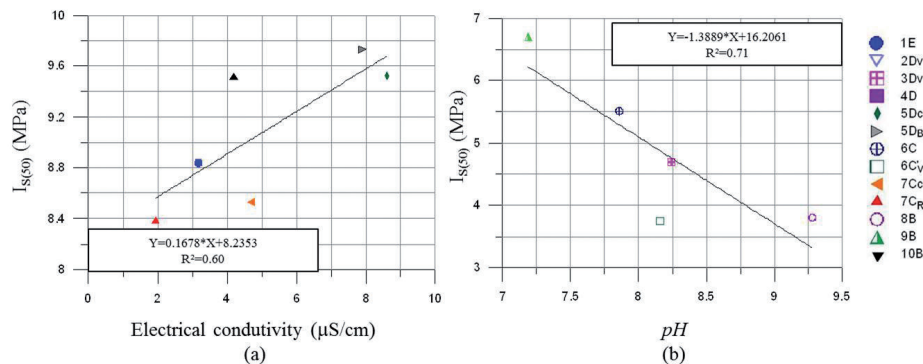 10
9.6
9.2
8.8
8.4
8
I_S(50) (MPa)
Y=0.1678*X+8.2353
R²=0.60
0 2 4 6 8 10
Electrical condutivity (µS/cm)
(a)
7
6
5
4
3
I_S(50) (MPa)
Y=-1.3889*X+16.2061
R²=0.71
7 7.5 8 8.5 9 9.5
pH
(b)
1E
2Dv
3Dv
4D
5Dc
5D_B
6C
6C_V
7Cc
7C_R
8B
9B
10B